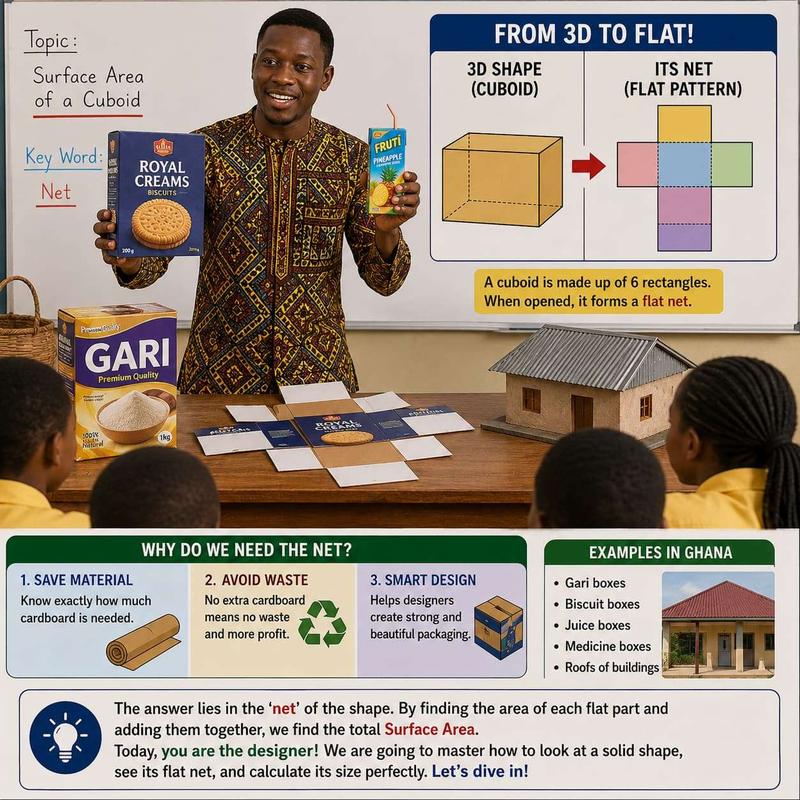 Topic:
Surface Area
of a Cuboid
Key Word:
Net
FROM 3D TO FLAT!
3D SHAPE
(CUBOID)
ITS NET
(FLAT PATTERN)
A cuboid is made up of 6 rectangles.
When opened, it forms a flat net.
ROYAL
CREAMS
BISCUITS
200 g
FRUTi
PINEAPPLE
GARI
Premium Quality
100%
Natural
1kg
ROYAL
CREAMS
WHY DO WE NEED THE NET?
1. SAVE MATERIAL
Know exactly how much
cardboard is needed.
2. AVOID WASTE
No extra cardboard
means no waste
and more profit.
3. SMART DESIGN
Helps designers
create strong and
beautiful packaging.
EXAMPLES IN GHANA
• Gari boxes
• Biscuit boxes
• Juice boxes
• Medicine boxes
• Roofs of buildings
The answer lies in the ‘net’ of the shape. By finding the area of each flat part and
adding them together, we find the total Surface Area.
Today, you are the designer! We are going to master how to look at a solid shape,
see its flat net, and calculate its size perfectly. Let’s dive in!